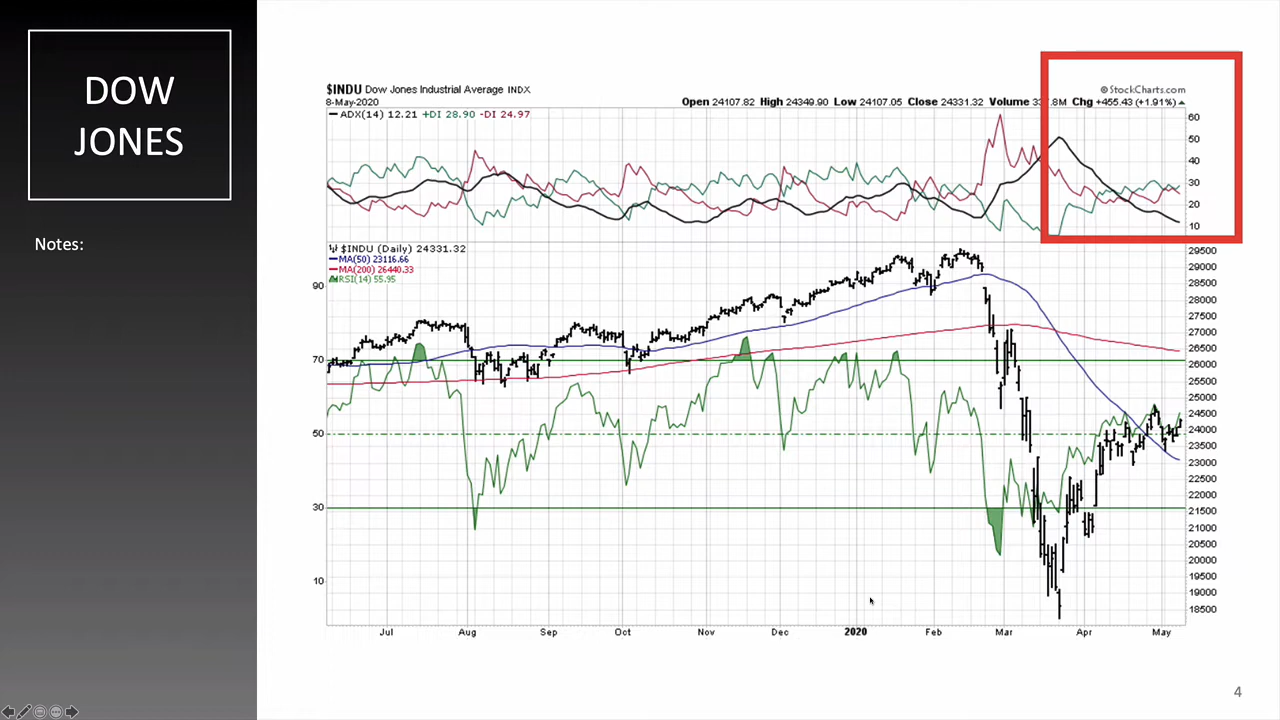 DOW
JONES
Notes:
$INDU Dow Jones Industrial Average INDX
© StockCharts.com
8-May-2020
Open 24107.82 High 24349.90 Low 24107.05 Close 24331.32 Volume Chg +455.43 (+1.91%)
ADX(14) 12.21 +DI 28.90 -DI 24.97
60
50
40
30
20
10
$INDU (Daily) 24331.32
MA(50) 23116.66
MA(200) 26440.33
RSI(14) 55.95
90
70
50
30
10
29500
29000
28500
28000
27500
27000
26500
26000
25500
25000
24500
24000
23500
23000
22500
22000
21500
21000
20500
20000
19500
19000
18500
Jul Aug Sep Oct Nov Dec 2020 Feb Mar Apr May
4